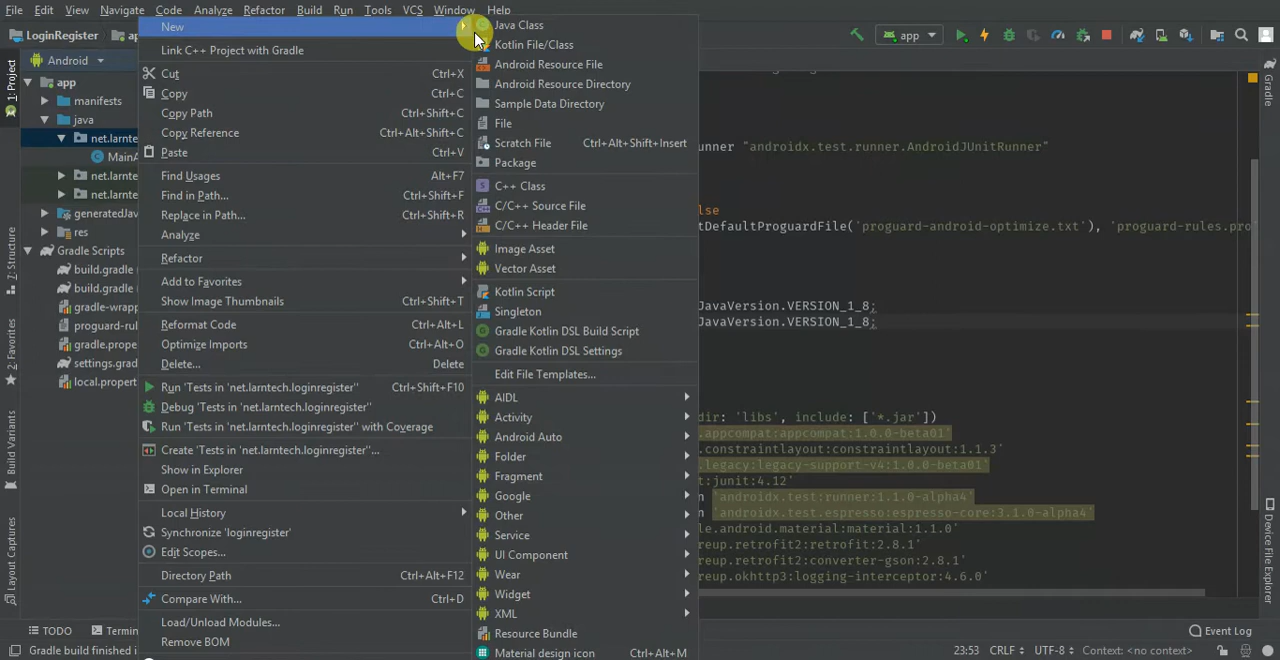 File Edit View Navigate Code Analyze Refactor Build Run Tools VCS Window Help
LoginRegister
app
1: Project
Android
app
manifests
java
net.larnte
MainA
net.larnte
net.larnte
generatedJav
res
Gradle Scripts
build.gradle
build.gradle
gradle-wrapp
proguard-rul
gradle.prope
settings.grad
local.propert
Z: Structure
2: Favorites
Build Variants
Layout Captures
New
Link C++ Project with Gradle
Cut Ctrl+X
Copy Ctrl+C
Copy Path Ctrl+Shift+C
Copy Reference Ctrl+Alt+Shift+C
Paste Ctrl+V
Find Usages Alt+F7
Find in Path... Ctrl+Shift+F
Replace in Path... Ctrl+Shift+R
Analyze
Refactor
Add to Favorites
Show Image Thumbnails Ctrl+Shift+T
Reformat Code Ctrl+Alt+L
Optimize Imports Ctrl+Alt+O
Delete... Delete
Run 'Tests in 'net.larntech.loginregister'' Ctrl+Shift+F10
Debug 'Tests in 'net.larntech.loginregister''
Run 'Tests in 'net.larntech.loginregister'' with Coverage
Create 'Tests in 'net.larntech.loginregister''...
Show in Explorer
Open in Terminal
Local History
Synchronize 'loginregister'
Edit Scopes...
Directory Path Ctrl+Alt+F12
Compare With... Ctrl+D
Load/Unload Modules...
Remove BOM
Java Class
Kotlin File/Class
Android Resource File
Android Resource Directory
Sample Data Directory
File
Scratch File Ctrl+Alt+Shift+Insert
Package
C++ Class
C/C++ Source File
C/C++ Header File
Image Asset
Vector Asset
Kotlin Script
Singleton
Gradle Kotlin DSL Build Script
Gradle Kotlin DSL Settings
Edit File Templates...
AIDL
Activity
Android Auto
Folder
Fragment
Google
Other
Service
UI Component
Wear
Widget
XML
Resource Bundle
Material design icon Ctrl+Alt+M
app
unner "androidx.test.runner.AndroidJUnitRunner"
lse
tDefaultProguardFile('proguard-android-optimize.txt'), 'proguard-rules.pro
JavaVersion.VERSION_1_8;
JavaVersion.VERSION_1_8;
dir: 'libs', include: ['*.jar'])
.appcompat:appcompat:1.0.0-beta01'
.constraintlayout:constraintlayout:1.1.3'
.legacy:legacy-support-v4:1.0.0-beta01'
t:junit:4.12'
n 'androidx.test:runner:1.1.0-alpha4'
n 'androidx.test.espresso:espresso-core:3.1.0-alpha4'
le.android.material:material:1.1.0'
reup.retrofit2:retrofit:2.8.1'
reup.retrofit2:converter-gson:2.8.1'
reup.okhttp3:logging-interceptor:4.6.0'
Gradle
Device File Explorer
TODO
Termin
Event Log
Gradle build finished i
23:53 CRLF UTF-8 Context: <no context>